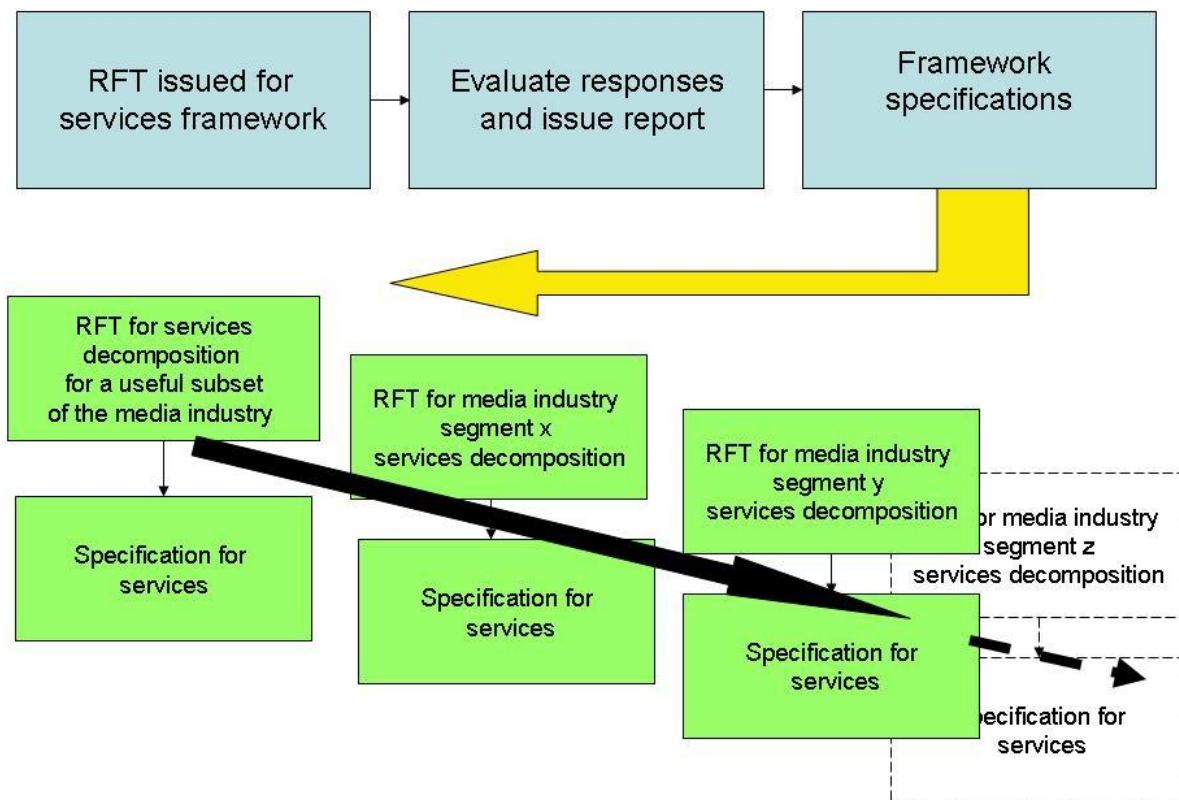 RFT issued for
services framework
Evaluate responses
and issue report
Framework
specifications
RFT for services
decomposition
for a useful subset
of the media industry
Specification for
services
RFT for media industry
segment x
services decomposition
Specification for
services
RFT for media industry
segment y
services decomposition
Specification for
services
for media industry
segment z
services decomposition
for
services